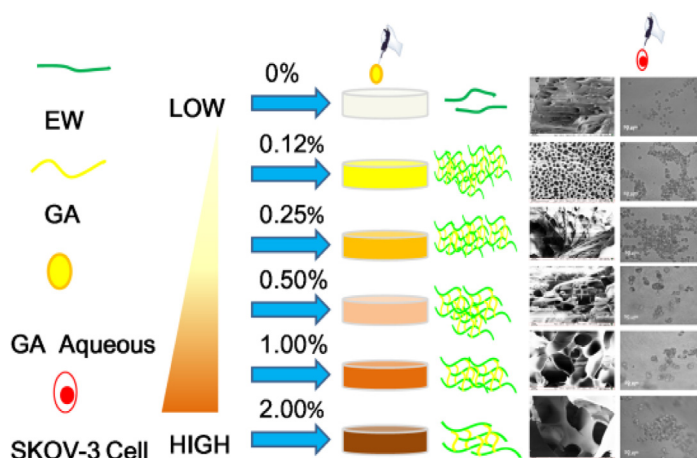 EW
GA
GA Aqueous
SKOV-3 Cell
LOW
HIGH
0%
0.12%
0.25%
0.50%
1.00%
2.00%